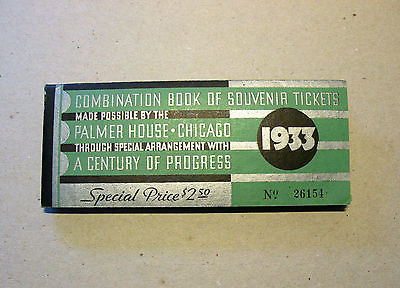 COMBINATION BOOK OF SOUVENIR TICKETS
MADE POSSIBLE BY THE
PALMER HOUSE • CHICAGO
THROUGH SPECIAL ARRANGEMENT WITH
A CENTURY OF PROGRESS
1933
Special Price $2.50
No 26154